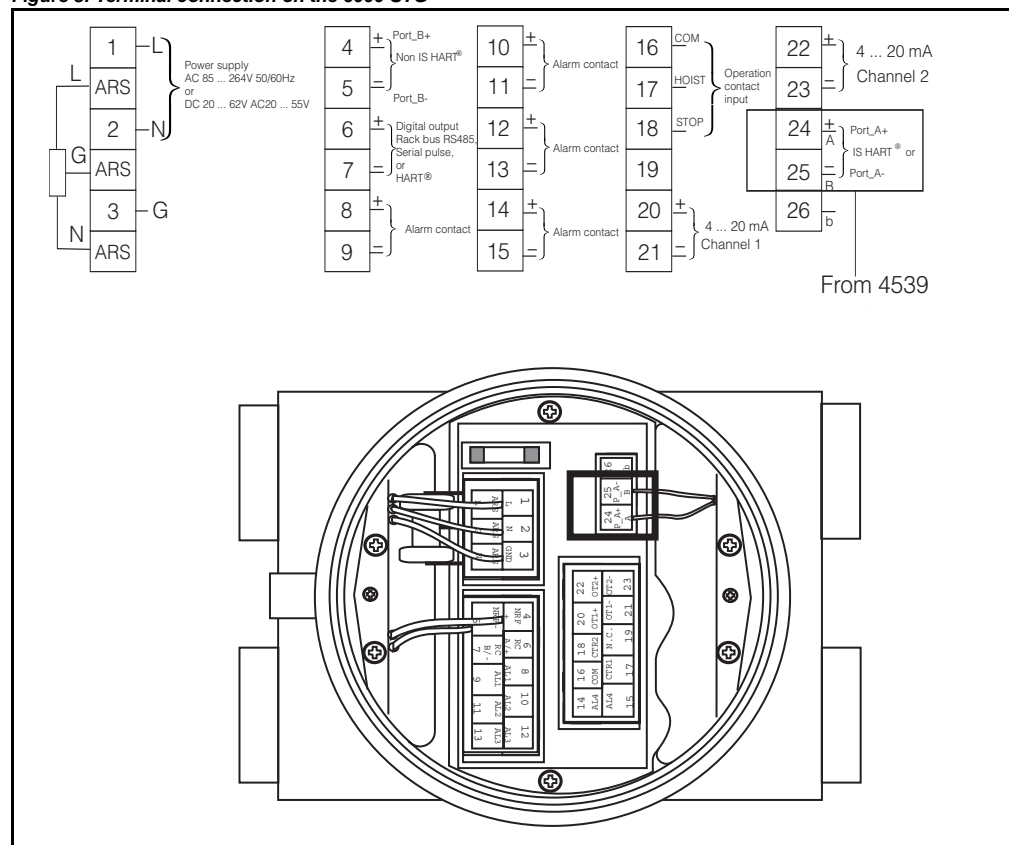 Figure Terminal connection on the
1 L
ARS
2 N
ARS
3 G
ARS
L
G
N
Power supply
AC 85 ... 264V 50/60Hz
or
DC 20 ... 62V AC20 ... 55V
4 + Port_B+
Non IS HART®
5 − Port_B-
6 +
7 −
Digital output
Rack bus RS485,
Serial pulse,
or
HART®
8 +
9 −
Alarm contact
10 +
11 −
Alarm contact
12 +
13 −
Alarm contact
14 +
15 −
Alarm contact
16 COM
17 HOIST
18 STOP
Operation
contact
input
19
20 +
21 −
4 ... 20 mA
Channel 1
22 +
23 −
4 ... 20 mA
Channel 2
24 + A Port_A+
IS HART ® or
25 − B Port_A-
26 b
From 4539
1 L ARS
2 N ARS
3 GND ARS
26 b
25 P_A- B
24 P_A+ A
4 NRF +
5 NRF-
6 RC A/+
7 RC B/-
8 AL1
9 AL1
10 AL2
11 AL2
12 AL3
13 AL3
22 OT2+ OT2- 23
20 OT1+ OT1- 21
18 CTR2 N.C. 19
16 COM CTR1 17
14 AL4 AL4 15